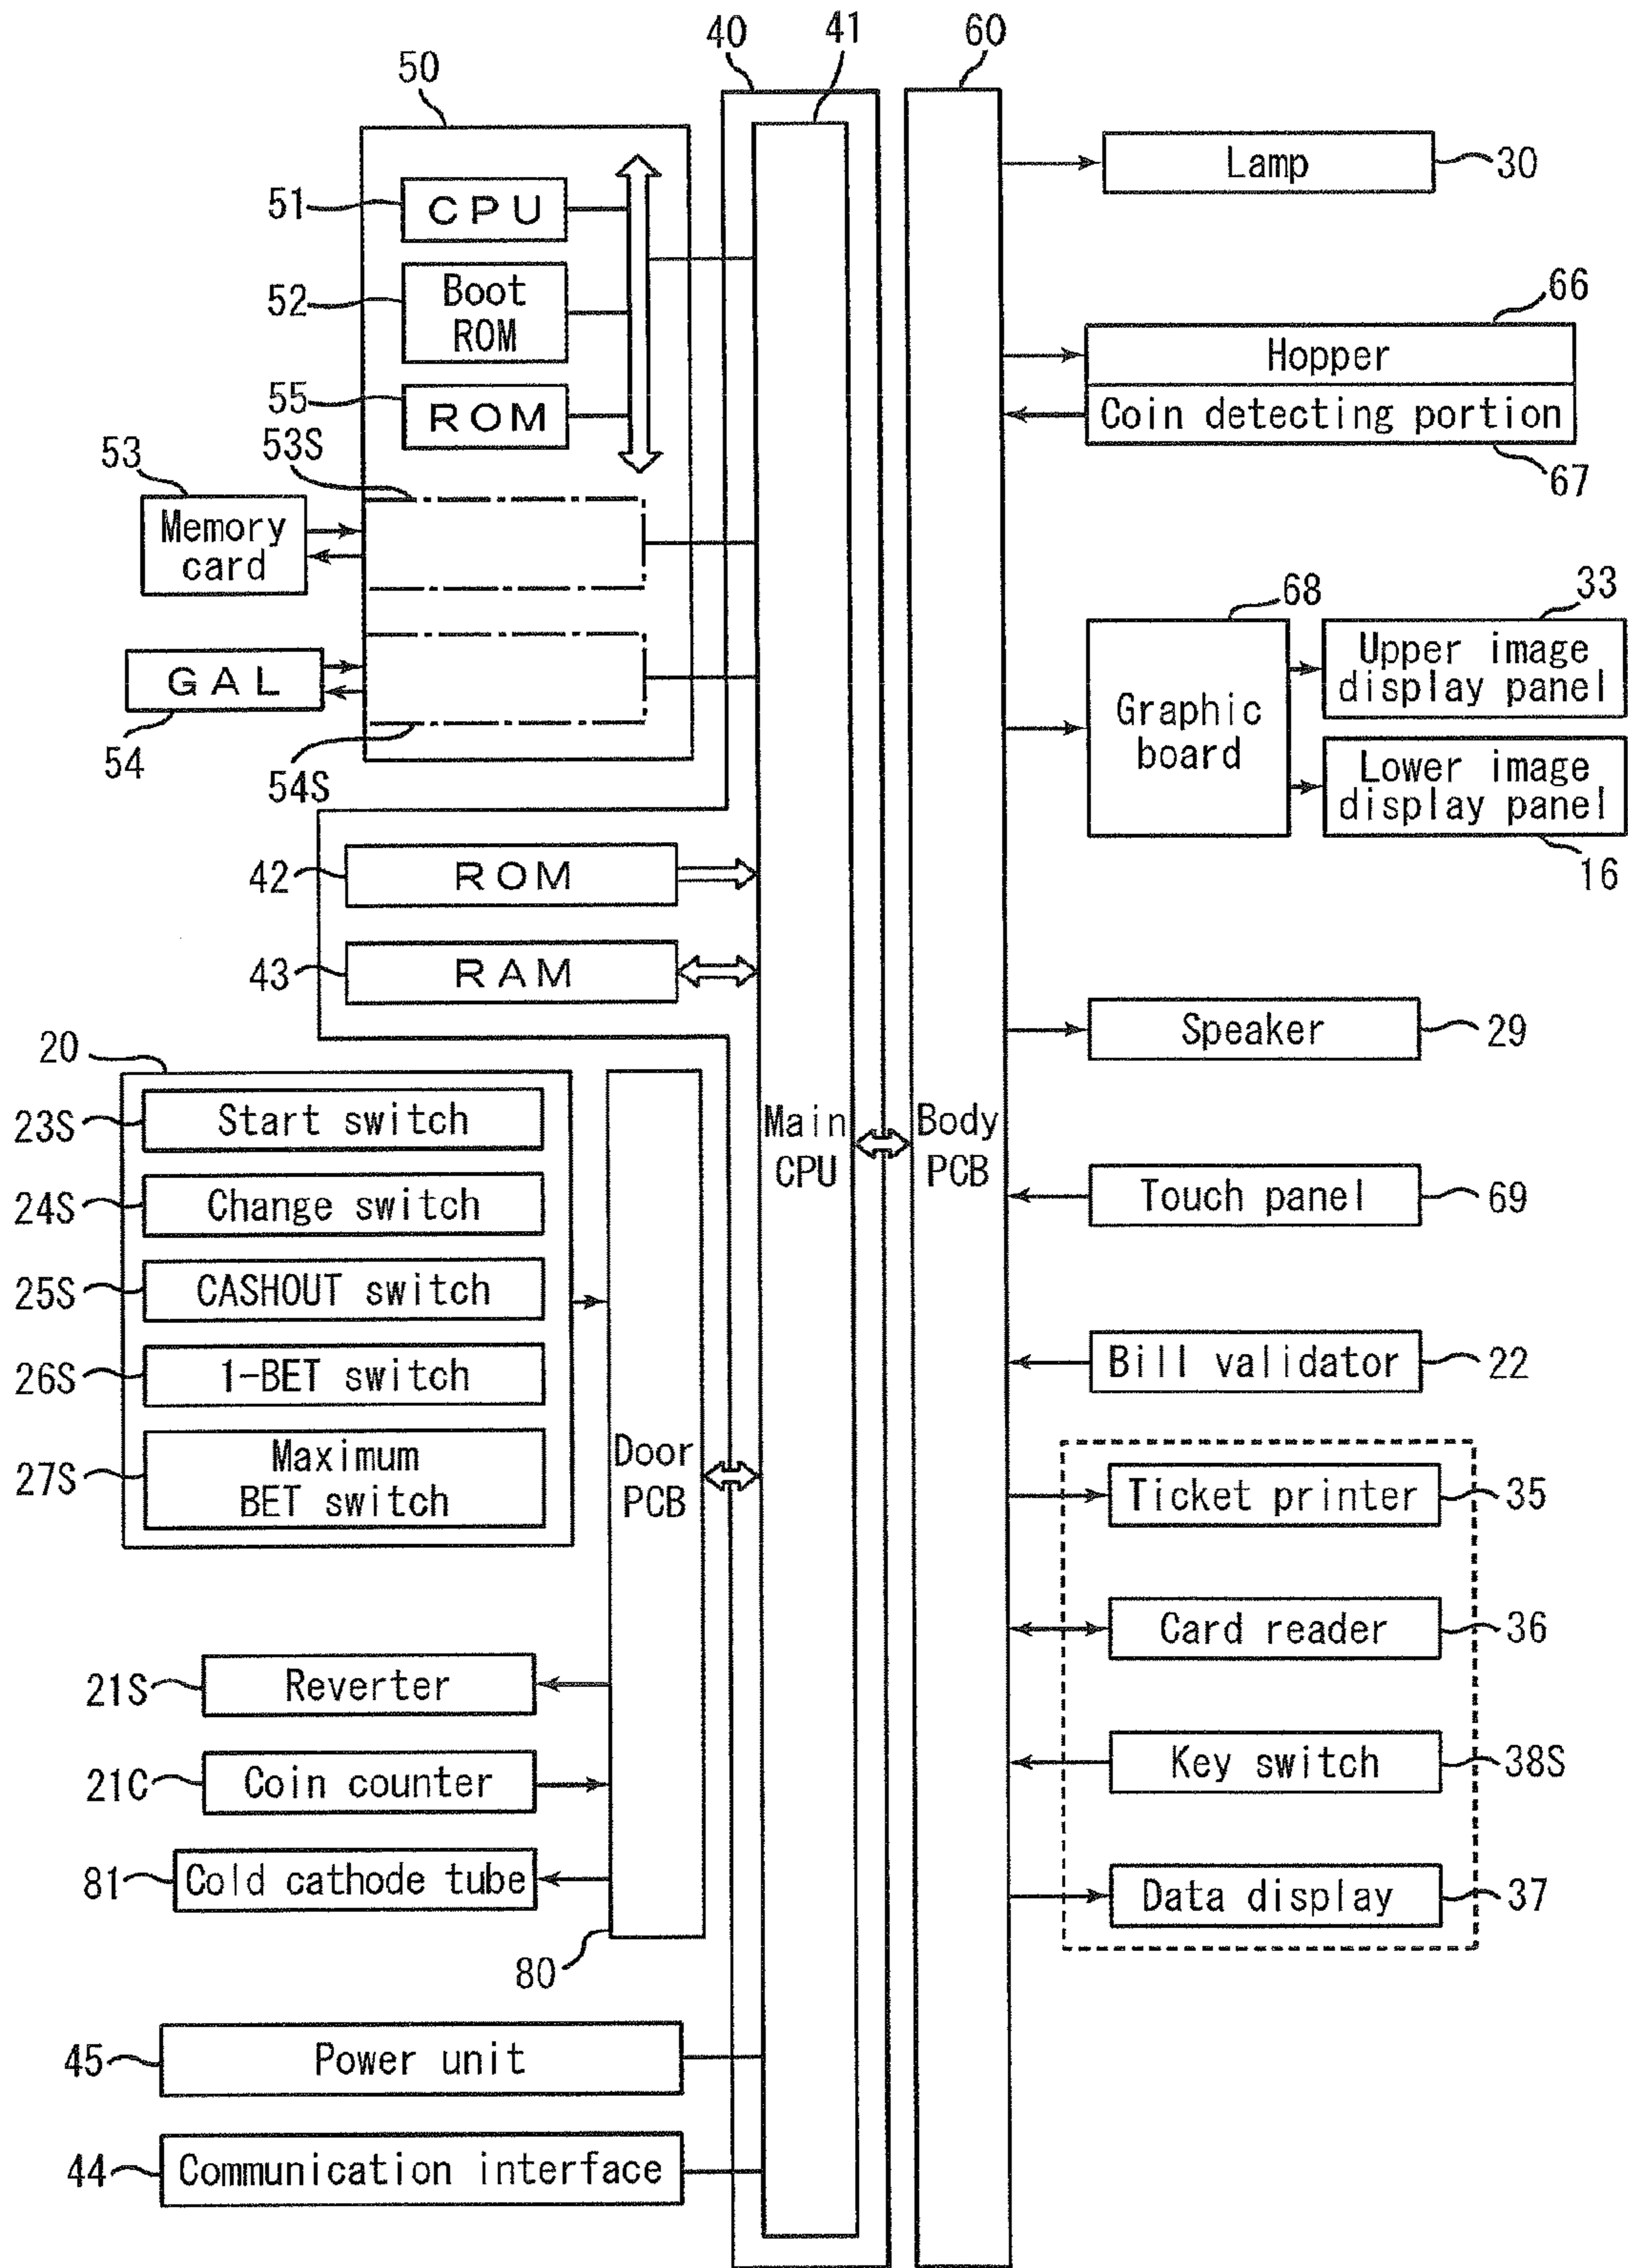 40
41
60
50
51
CPU
52
Boot
ROM
55
ROM
53S
53
Memory
card
GAL
54
54S
42
ROM
43
RAM
20
23S
Start switch
24S
Change switch
25S
CASHOUT switch
26S
1-BET switch
27S
Maximum
BET switch
Door
PCB
Main
CPU
Body
PCB
21S
Reverter
21C
Coin counter
81
Cold cathode tube
80
45
Power unit
44
Communication interface
Lamp
30
66
Hopper
Coin detecting portion
67
68
33
Graphic
board
Upper image
display panel
Lower image
display panel
16
Speaker
29
Touch panel
69
Bill validator
22
Ticket printer
35
Card reader
36
Key switch
38S
Data display
37